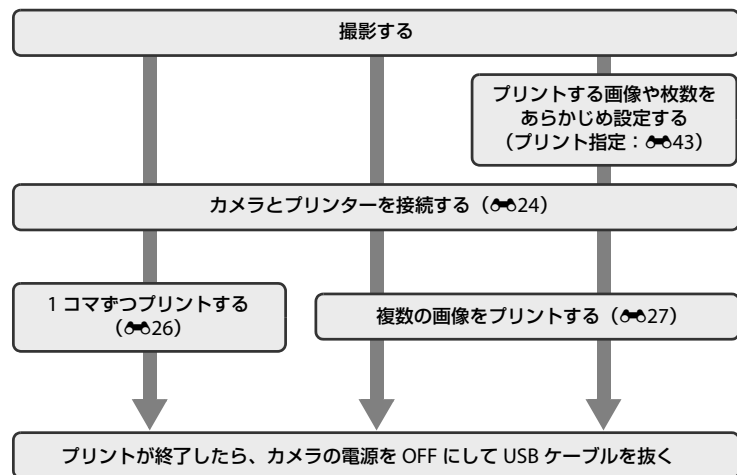 撮影する
プリントする画像や枚数を
あらかじめ設定する
（プリント指定：43）
カメラとプリンターを接続する（24）
1 コマずつプリントする
（26）
複数の画像をプリントする（27）
プリントが終了したら、カメラの電源を OFF にして USB ケーブルを抜く